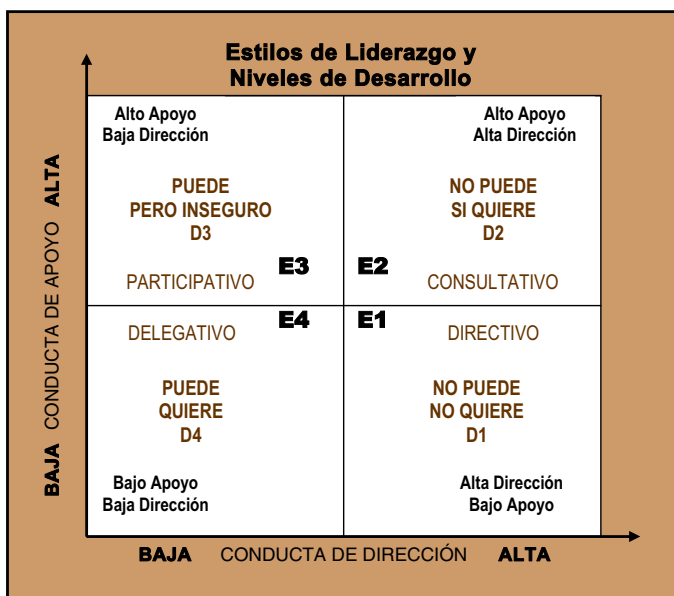 Estilos de Liderazgo y
Niveles de Desarrollo
Alto Apoyo
Baja Dirección
PUEDE
PERO INSEGURO
D3
E3
PARTICIPATIVO
Alto Apoyo
Alta Dirección
NO PUEDE
SI QUIERE
D2
E2
CONSULTATIVO
DELEGATIVO
E4
PUEDE
QUIERE
D4
Bajo Apoyo
Baja Dirección
E1
DIRECTIVO
NO PUEDE
NO QUIERE
D1
Alta Dirección
Bajo Apoyo
BAJA CONDUCTA DE APOYO ALTA
BAJA CONDUCTA DE DIRECCIÓN ALTA